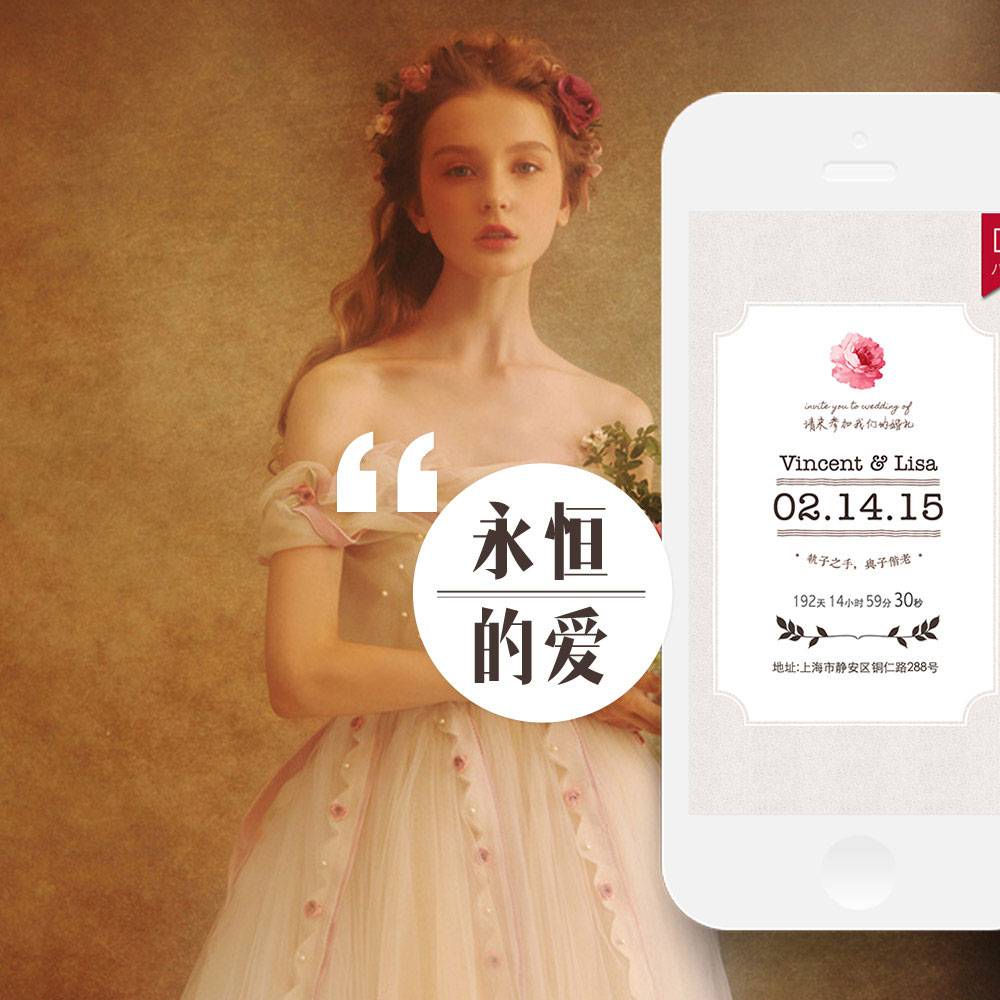 “
永恒
的爱
invite you to wedding of
请来参加我们的婚礼
Vincent & Lisa
02.14.15
* 执子之手，與子偕老 *
192天 14小时 59分 30秒
地址:上海市静安区铜仁路288号